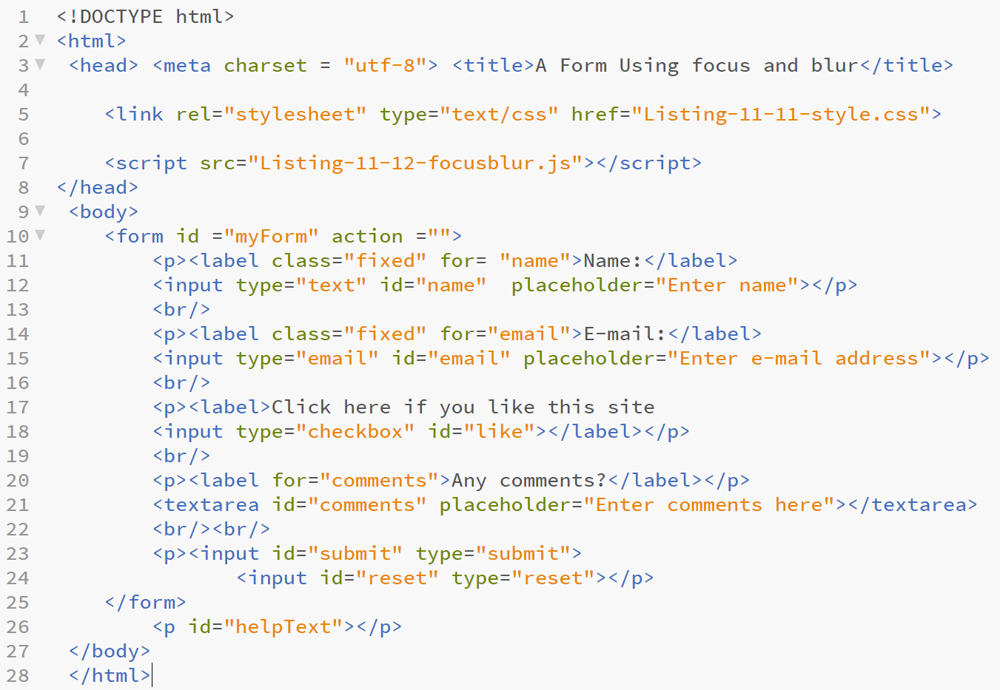 1 <!DOCTYPE html>
2 <html>
3  <head> <meta charset = "utf-8"> <title>A Form Using focus and blur</title>
4
5     <link rel="stylesheet" type="text/css" href="Listing-11-11-style.css">
6
7     <script src="Listing-11-12-focusblur.js"></script>
8 </head>
9  <body>
10     <form id ="myForm" action ="">
11         <p><label class="fixed" for= "name">Name:</label>
12         <input type="text" id="name"  placeholder="Enter name"></p>
13         <br/>
14         <p><label class="fixed" for="email">E-mail:</label>
15         <input type="email" id="email" placeholder="Enter e-mail address"></p>
16         <br/>
17         <p><label>Click here if you like this site
18         <input type="checkbox" id="like"></label></p>
19         <br/>
20         <p><label for="comments">Any comments?</label></p>
21         <textarea id="comments" placeholder="Enter comments here"></textarea>
22         <br/><br/>
23         <p><input id="submit" type="submit">
24                <input id="reset" type="reset"></p>
25     </form>
26         <p id="helpText"></p>
27  </body>
28  </html>